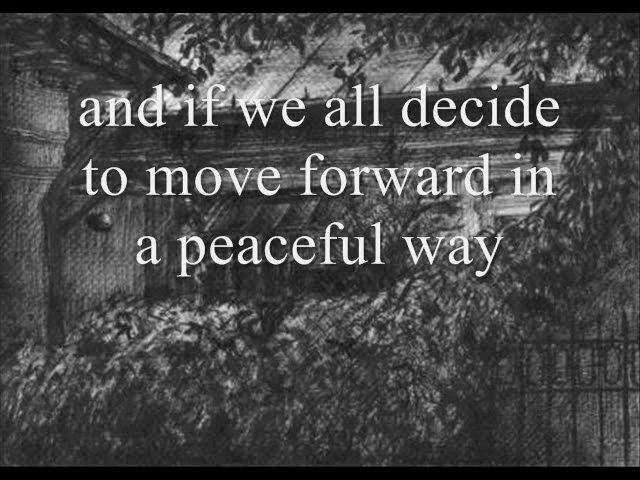 and if we all decide
to move forward in
a peaceful way